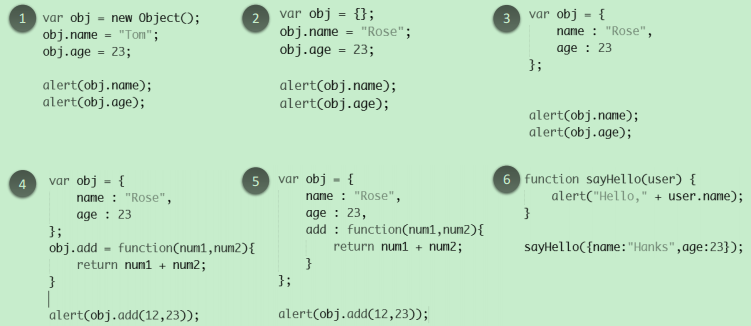 1
var obj = new Object();
obj.name = "Tom";
obj.age = 23;
alert(obj.name);
alert(obj.age);
2
var obj = {};
obj.name = "Rose";
obj.age = 23;
alert(obj.name);
alert(obj.age);
3
var obj = {
name : "Rose",
age : 23
};
alert(obj.name);
alert(obj.age);
4
var obj = {
name : "Rose",
age : 23
};
obj.add = function(num1,num2){
return num1 + num2;
}
alert(obj.add(12,23));
5
var obj = {
name : "Rose",
age : 23,
add : function(num1,num2){
return num1 + num2;
}
};
alert(obj.add(12,23));
6
function sayHello(user) {
alert("Hello," + user.name);
}
sayHello({name:"Hanks",age:23});